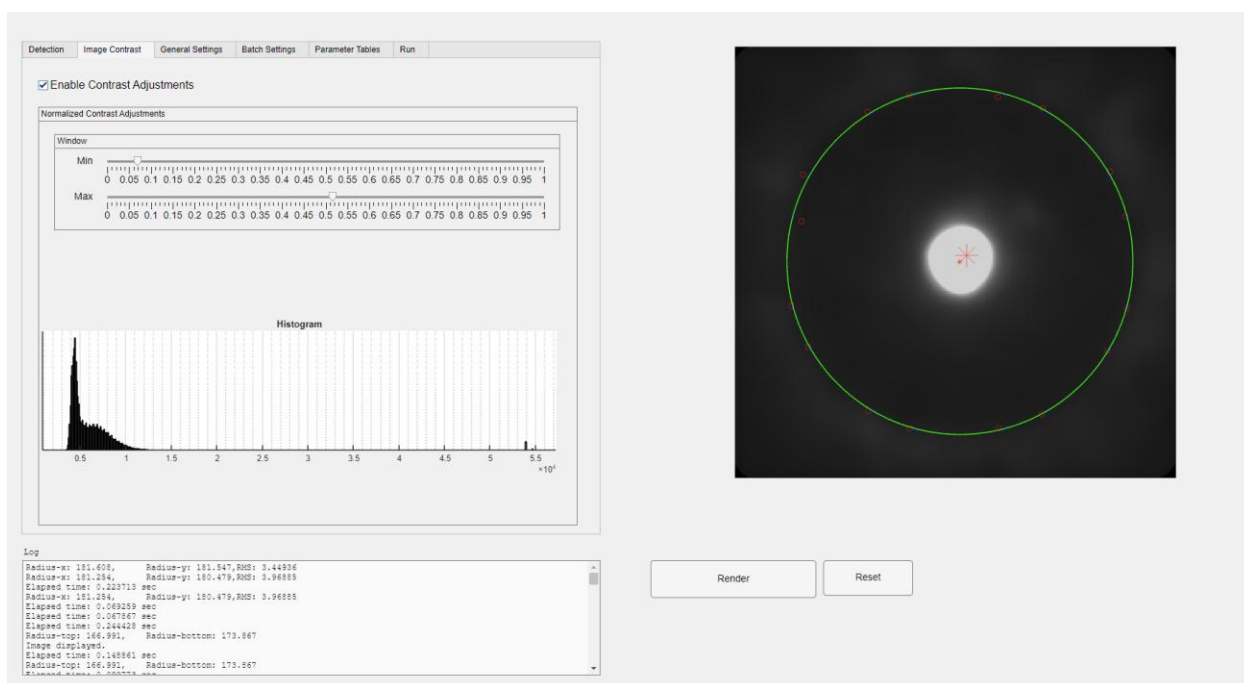 Detection Image Contrast General Settings Batch Settings Parameter Tables Run
Enable Contrast Adjustments
Normalized Contrast Adjustments
Window
Min
0 0.05 0.1 0.15 0.2 0.25 0.3 0.35 0.4 0.45 0.5 0.55 0.6 0.65 0.7 0.75 0.8 0.85 0.9 0.95 1
Max
0 0.05 0.1 0.15 0.2 0.25 0.3 0.35 0.4 0.45 0.5 0.55 0.6 0.65 0.7 0.75 0.8 0.85 0.9 0.95 1
Histogram
0.5 1 1.5 2 2.5 3 3.5 4 4.5 5 5.5
×10⁴
Log
Radius-x: 181.608, Radius-y: 181.547,RMS: 3.44936
Radius-x: 181.254, Radius-y: 180.479,RMS: 3.96885
Elapsed time: 0.223713 sec
Radius-x: 181.254, Radius-y: 180.479,RMS: 3.96885
Elapsed time: 0.069259 sec
Elapsed time: 0.067867 sec
Elapsed time: 0.244428 sec
Radius-top: 166.991, Radius-bottom: 173.867
Image displayed.
Elapsed time: 0.148861 sec
Radius-top: 166.991, Radius-bottom: 173.867
Render
Reset